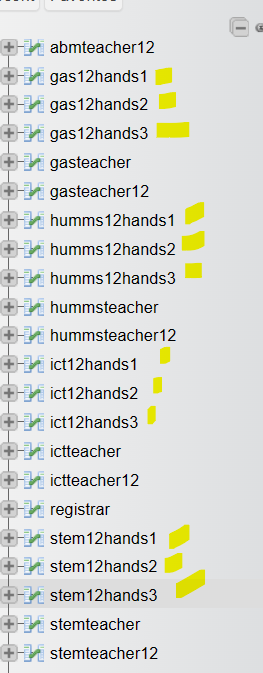 abmteacher12
gas12hands1
gas12hands2
gas12hands3
gasteacher
gasteacher12
humms12hands1
humms12hands2
humms12hands3
hummsteacher
hummsteacher12
ict12hands1
ict12hands2
ict12hands3
ictteacher
ictteacher12
registrar
stem12hands1
stem12hands2
stem12hands3
stemteacher
stemteacher12